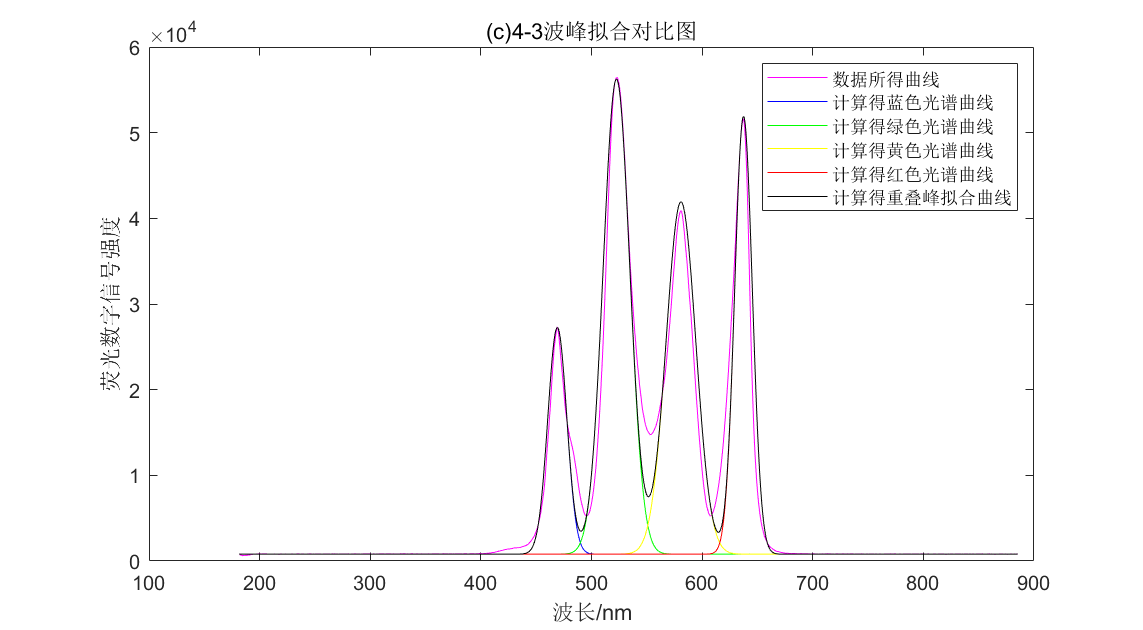 (c)4-3波峰拟合对比图
×10⁴
6
5
4
3
2
1
0
荧光数字信号强度
数据所得曲线
计算得蓝色光谱曲线
计算得绿色光谱曲线
计算得黄色光谱曲线
计算得红色光谱曲线
计算得重叠峰拟合曲线
100 200 300 400 500 600 700 800 900
波长/nm